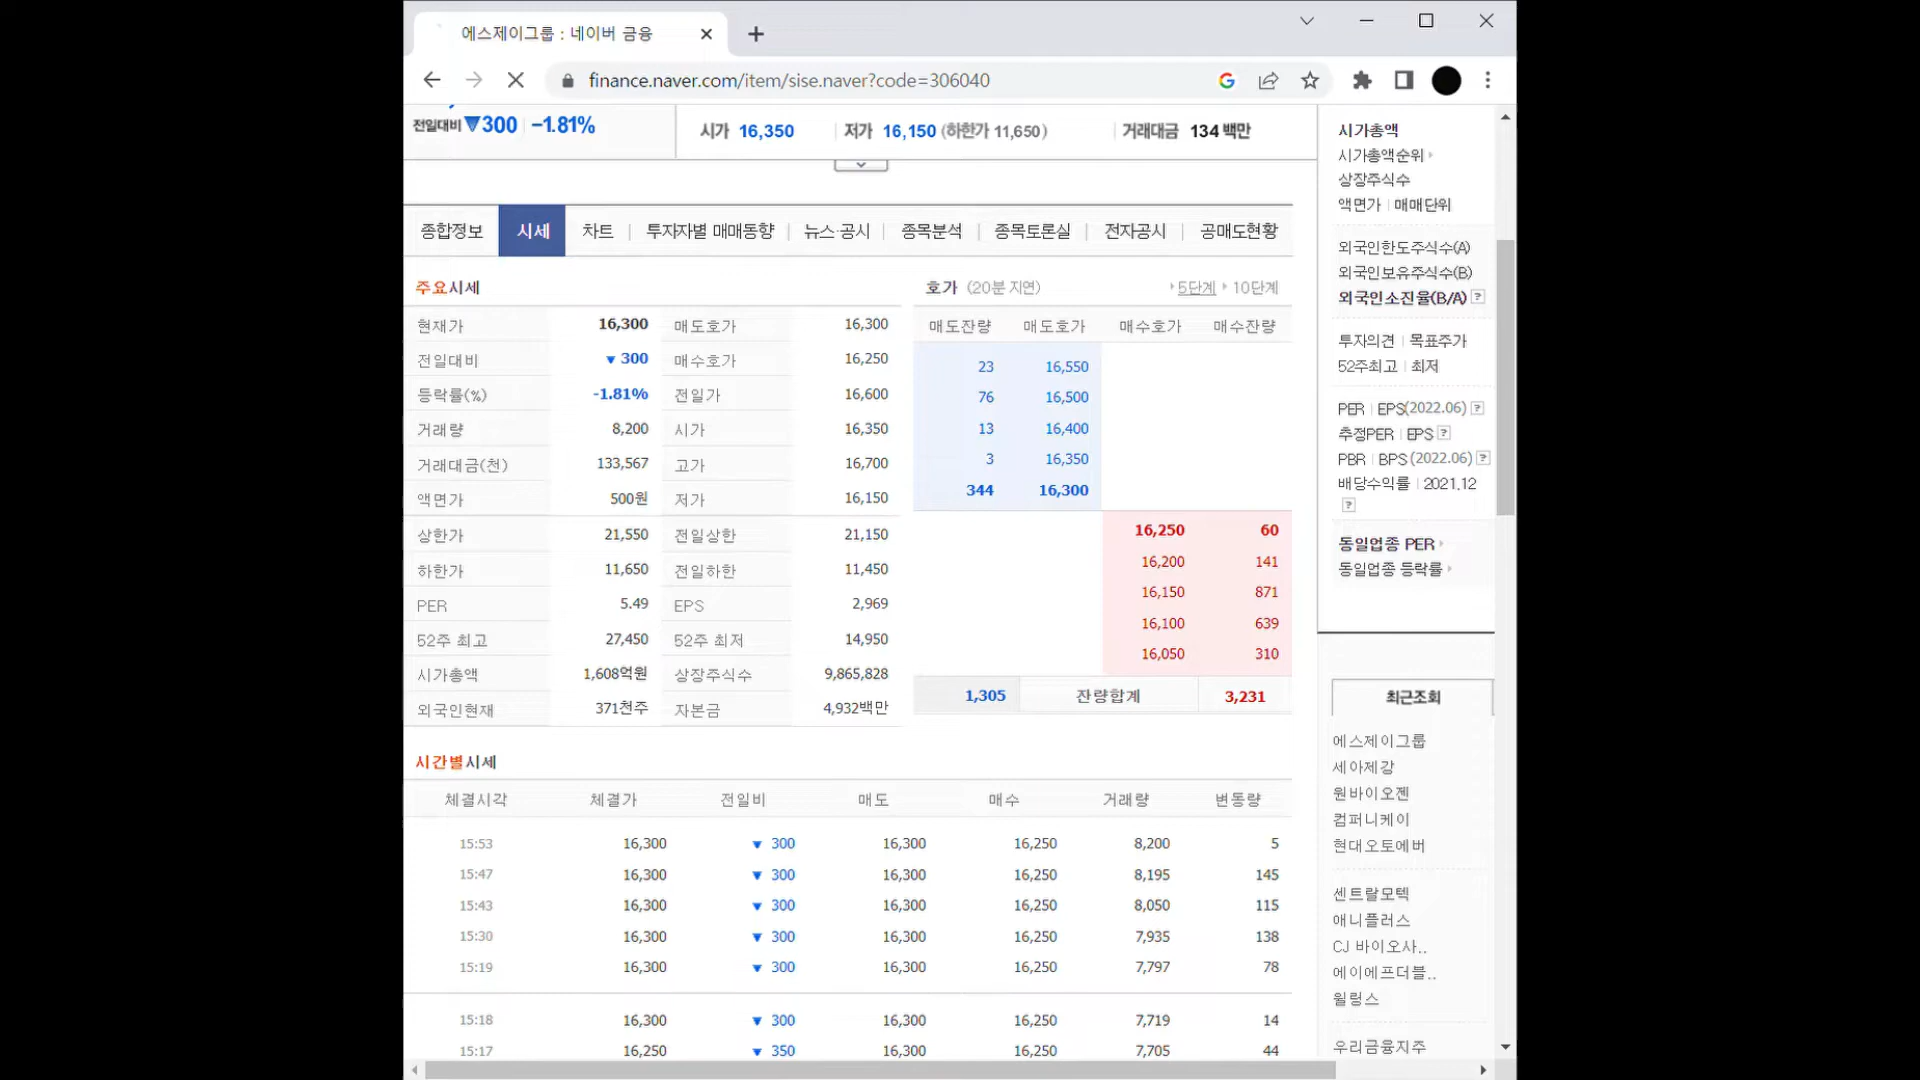 에스제이그룹 : 네이버 금융
finance.naver.com/item/sise.naver?code=306040
전일대비 ▼300 -1.81%
시가 16,350 저가 16,150 (하한가 11,650) 거래대금 134 백만
종합정보 시세 차트 투자자별 매매동향 뉴스·공시 종목분석 종목토론실 전자공시 공매도현황
주요시세
현재가 16,300 매도호가 16,300
전일대비 ▼ 300 매수호가 16,250
등락률(%) -1.81% 전일가 16,600
거래량 8,200 시가 16,350
거래대금(천) 133,567 고가 16,700
액면가 500원 저가 16,150
상한가 21,550 전일상한 21,150
하한가 11,650 전일하한 11,450
PER 5.49 EPS 2,969
52주 최고 27,450 52주 최저 14,950
시가총액 1,608억원 상장주식수 9,865,828
외국인현재 371천주 자본금 4,932백만
호가 (20분 지연) 5단계 10단계
매도잔량 매도호가 매수호가 매수잔량
23 16,550
76 16,500
13 16,400
3 16,350
344 16,300
16,250 60
16,200 141
16,150 871
16,100 639
16,050 310
1,305 잔량합계 3,231
시간별시세
체결시각 체결가 전일비 매도 매수 거래량 변동량
15:53 16,300 ▼ 300 16,300 16,250 8,200 5
15:47 16,300 ▼ 300 16,300 16,250 8,195 145
15:43 16,300 ▼ 300 16,300 16,250 8,050 115
15:30 16,300 ▼ 300 16,300 16,250 7,935 138
15:19 16,300 ▼ 300 16,300 16,250 7,797 78
15:18 16,300 ▼ 300 16,300 16,250 7,719 14
15:17 16,250 ▼ 350 16,300 16,250 7,705 44
시가총액
시가총액순위
상장주식수
액면가 매매단위
외국인한도주식수(A)
외국인보유주식수(B)
외국인소진율(B/A) ?
투자의견 목표주가
52주최고 최저
PER EPS(2022.06) ?
추정PER EPS ?
PBR BPS (2022.06) ?
배당수익률 2021.12
?
동일업종 PER
동일업종 등락률
최근조회
에스제이그룹
세아제강
원바이오젠
컴퍼니케이
현대오토에버
센트랄모텍
애니플러스
CJ 바이오사..
에이에프더블..
윌링스
우리금융지주